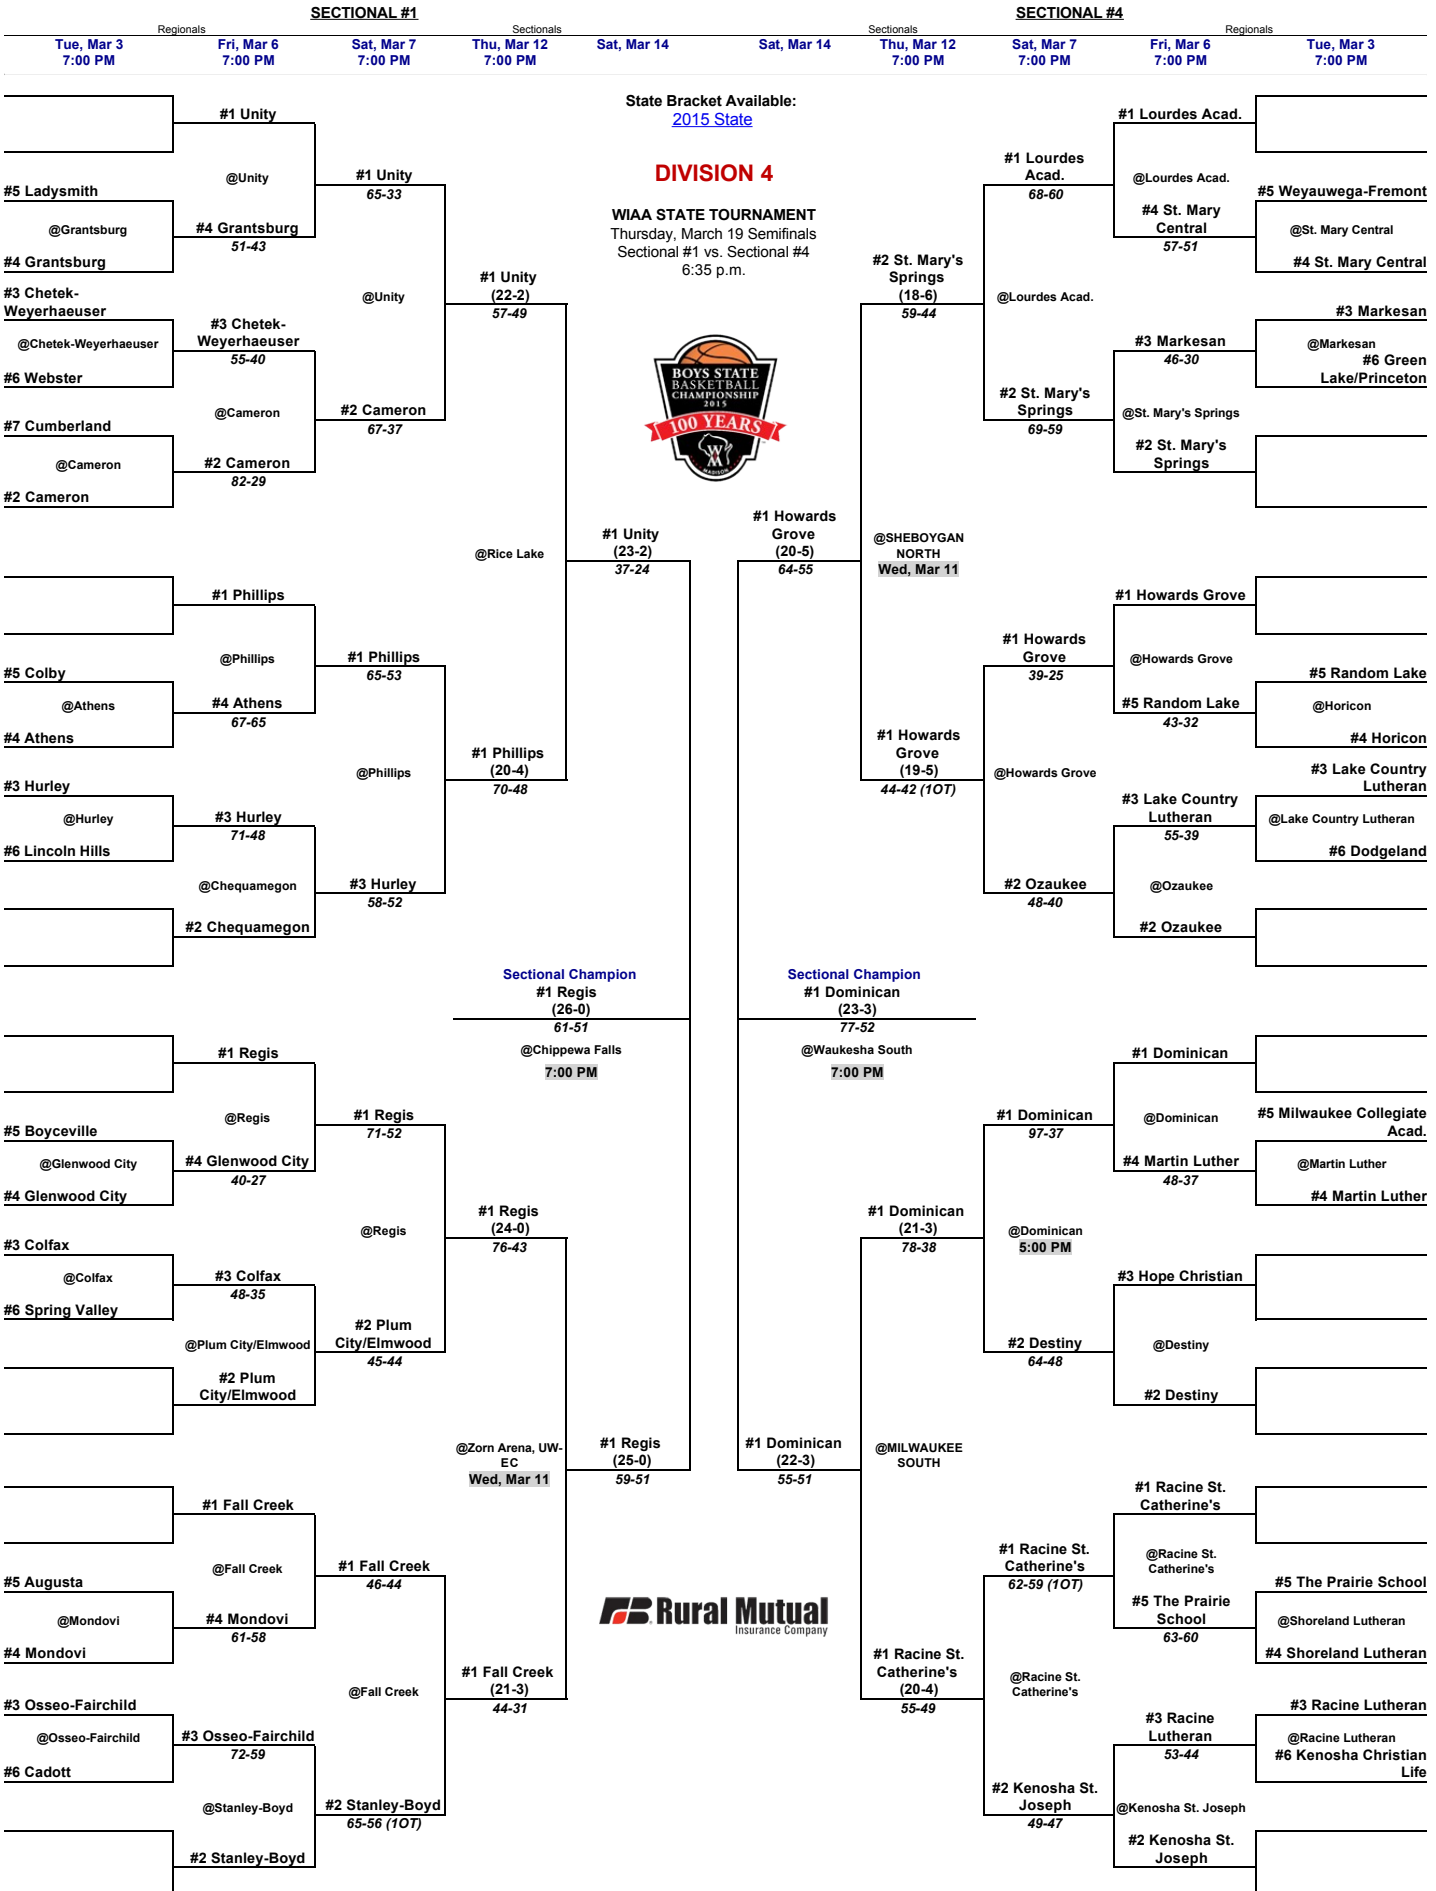 SECTIONAL #1
SECTIONAL #4
Regionals
Sectionals
Sectionals
Regionals
Tue, Mar 3
7:00 PM
Fri, Mar 6
7:00 PM
Sat, Mar 7
7:00 PM
Thu, Mar 12
7:00 PM
Sat, Mar 14
Sat, Mar 14
Thu, Mar 12
7:00 PM
Sat, Mar 7
7:00 PM
Fri, Mar 6
7:00 PM
Tue, Mar 3
7:00 PM
State Bracket Available:
2015 State
DIVISION 4
WIAA STATE TOURNAMENT
Thursday, March 19 Semifinals
Sectional #1 vs. Sectional #4
6:35 p.m.
BOYS STATE
BASKETBALL
CHAMPIONSHIP
2015
100 YEARS
MADISON
#5 Ladysmith
@Grantsburg
#4 Grantsburg
#3 Chetek-
Weyerhaeuser
@Chetek-Weyerhaeuser
#6 Webster
#7 Cumberland
@Cameron
#2 Cameron
#5 Colby
@Athens
#4 Athens
#3 Hurley
@Hurley
#6 Lincoln Hills
#5 Boyceville
@Glenwood City
#4 Glenwood City
#3 Colfax
@Colfax
#6 Spring Valley
#5 Augusta
@Mondovi
#4 Mondovi
#3 Osseo-Fairchild
@Osseo-Fairchild
#6 Cadott
#1 Unity
@Unity
#4 Grantsburg
51-43
#3 Chetek-
Weyerhaeuser
55-40
@Cameron
#2 Cameron
82-29
#1 Phillips
@Phillips
#4 Athens
67-65
#3 Hurley
71-48
@Chequamegon
#2 Chequamegon
#1 Regis
@Regis
#4 Glenwood City
40-27
#3 Colfax
48-35
@Plum City/Elmwood
#2 Plum
City/Elmwood
#1 Fall Creek
@Fall Creek
#4 Mondovi
61-58
#3 Osseo-Fairchild
72-59
@Stanley-Boyd
#2 Stanley-Boyd
#1 Unity
65-33
@Unity
#2 Cameron
67-37
#1 Phillips
65-53
@Phillips
#3 Hurley
58-52
#1 Regis
71-52
@Regis
#2 Plum
City/Elmwood
45-44
#1 Fall Creek
46-44
@Fall Creek
#2 Stanley-Boyd
65-56 (1OT)
#1 Unity
(22-2)
57-49
@Rice Lake
#1 Phillips
(20-4)
70-48
#1 Regis
(24-0)
76-43
@Zorn Arena, UW-
EC
Wed, Mar 11
#1 Fall Creek
(21-3)
44-31
#1 Unity
(23-2)
37-24
Sectional Champion
#1 Regis
(26-0)
61-51
@Chippewa Falls
7:00 PM
#1 Regis
(25-0)
59-51
Rural Mutual
Insurance Company
#1 Howards
Grove
(20-5)
64-55
Sectional Champion
#1 Dominican
(23-3)
77-52
@Waukesha South
7:00 PM
#1 Dominican
(22-3)
55-51
#2 St. Mary's
Springs
(18-6)
59-44
@SHEBOYGAN
NORTH
Wed, Mar 11
#1 Howards
Grove
(19-5)
44-42 (1OT)
#1 Dominican
(21-3)
78-38
@MILWAUKEE
SOUTH
#1 Racine St.
Catherine's
(20-4)
55-49
#1 Lourdes
Acad.
68-60
@Lourdes Acad.
#2 St. Mary's
Springs
69-59
#1 Howards
Grove
39-25
@Howards Grove
#2 Ozaukee
48-40
#1 Dominican
97-37
@Dominican
5:00 PM
#2 Destiny
64-48
#1 Racine St.
Catherine's
62-59 (1OT)
@Racine St.
Catherine's
#2 Kenosha St.
Joseph
49-47
#1 Lourdes Acad.
@Lourdes Acad.
#4 St. Mary
Central
57-51
#3 Markesan
46-30
@St. Mary's Springs
#2 St. Mary's
Springs
#1 Howards Grove
@Howards Grove
#5 Random Lake
43-32
#3 Lake Country
Lutheran
55-39
@Ozaukee
#2 Ozaukee
#1 Dominican
@Dominican
#4 Martin Luther
48-37
#3 Hope Christian
@Destiny
#2 Destiny
#1 Racine St.
Catherine's
@Racine St.
Catherine's
#5 The Prairie
School
63-60
#3 Racine
Lutheran
53-44
@Kenosha St. Joseph
#2 Kenosha St.
Joseph
#5 Weyauwega-Fremont
@St. Mary Central
#4 St. Mary Central
#3 Markesan
@Markesan
#6 Green
Lake/Princeton
#5 Random Lake
@Horicon
#4 Horicon
#3 Lake Country
Lutheran
@Lake Country Lutheran
#6 Dodgeland
#5 Milwaukee Collegiate
Acad.
@Martin Luther
#4 Martin Luther
#5 The Prairie School
@Shoreland Lutheran
#4 Shoreland Lutheran
#3 Racine Lutheran
@Racine Lutheran
#6 Kenosha Christian
Life